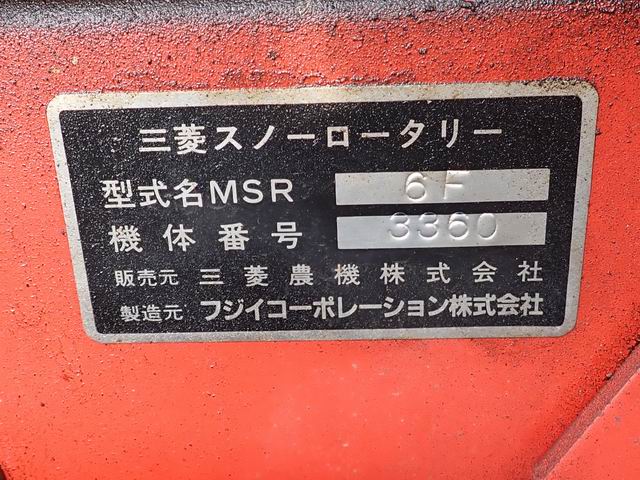 三菱スノーロータリー
型式名MSR 6F
機体番号 3360
販売元 三菱農機株式会社
製造元 フジイコーポレーション株式会社